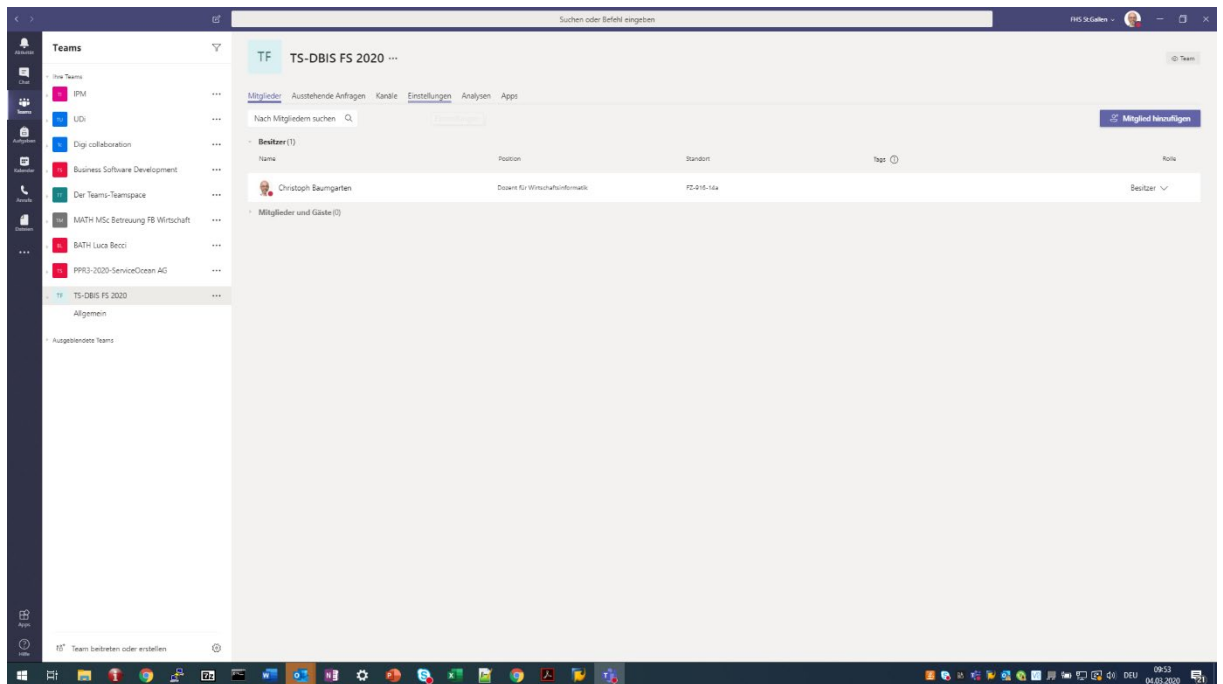 Suchen oder Befehl eingeben
FHS St.Gallen
Aktivität
Chat
Teams
Aufgaben
Kalender
Anrufe
Dateien
Apps
Hilfe
Teams
Ihre Teams
IPM
UDi
Digi collaboration
Business Software Development
Der Teams-Teamspace
MATH MSc Betreuung FB Wirtschaft
BATH Luca Becci
PPR3-2020-ServiceOcean AG
TF TS-DBIS FS 2020
Allgemein
Ausgeblendete Teams
Team beitreten oder erstellen
TF TS-DBIS FS 2020 ...
Team
Mitglieder Ausstehende Anfragen Kanäle Einstellungen Analysen Apps
Nach Mitgliedern suchen
Einstellungen
Mitglied hinzufügen
Besitzer (1)
Name Position Standort Tags Rolle
Christoph Baumgarten Dozent für Wirtschaftsinformatik Besitzer
Mitglieder und Gäste (0)
DEU
09:53
04.03.2020